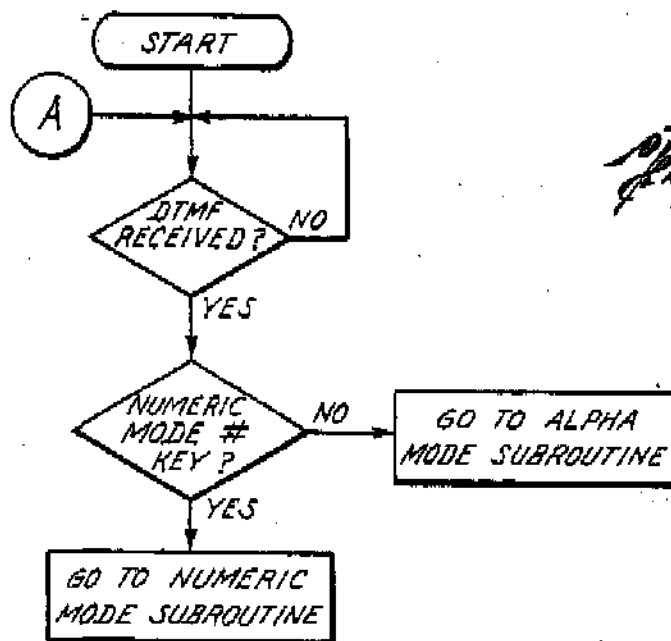 START
A
DTMF
RECEIVED?
NO
YES
NUMERIC
MODE #
KEY?
NO
GO TO ALPHA
MODE SUBROUTINE
YES
GO TO NUMERIC
MODE SUBROUTINE